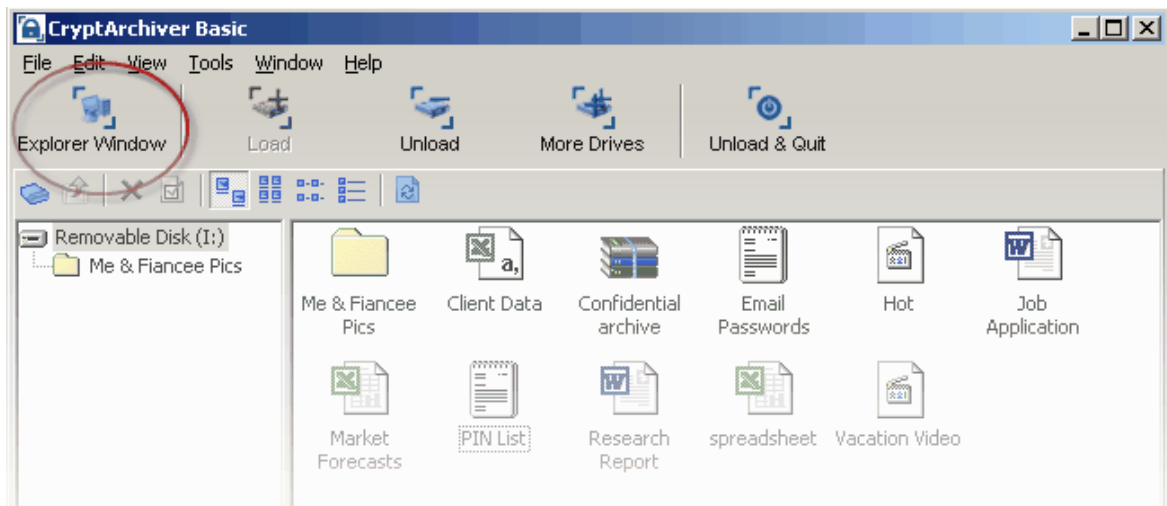 CryptArchiver Basic
File Edit View Tools Window Help
Explorer Window Load Unload More Drives Unload & Quit
Removable Disk (I:)
Me & Fiancee Pics
Me & Fiancee Pics
Client Data
Confidential archive
Email Passwords
Hot
Job Application
Market Forecasts
PIN List
Research Report
spreadsheet
Vacation Video